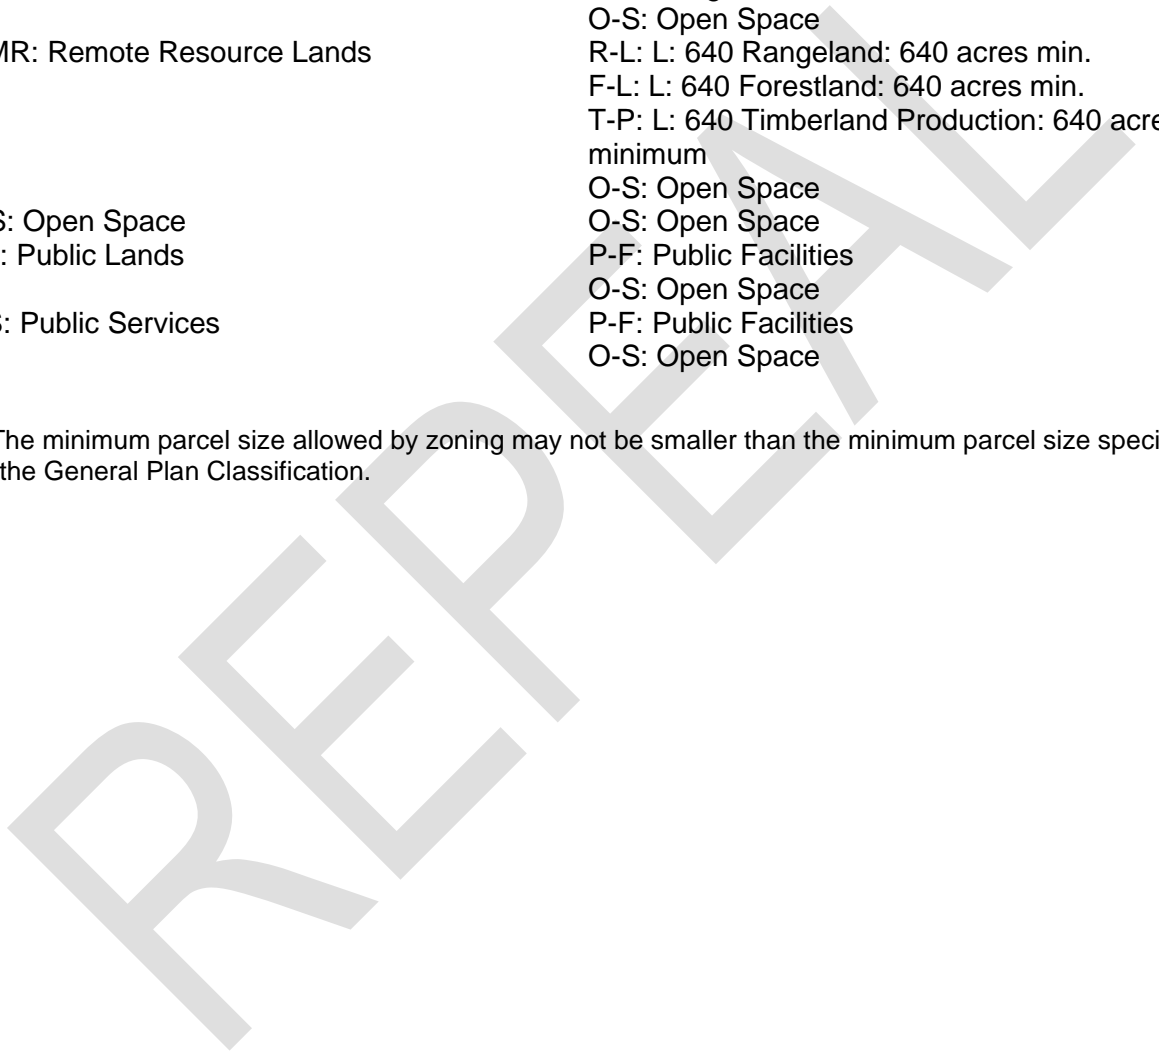 O-S: Open Space
MR: Remote Resource Lands R-L: L: 640 Rangeland: 640 acres min.
F-L: L: 640 Forestland: 640 acres min.
T-P: L: 640 Timberland Production: 640 acre
minimum
O-S: Open Space
S: Open Space O-S: Open Space
: Public Lands P-F: Public Facilities
O-S: Open Space
S: Public Services P-F: Public Facilities
O-S: Open Space
The minimum parcel size allowed by zoning may not be smaller than the minimum parcel size speci
the General Plan Classification.
REPEAL